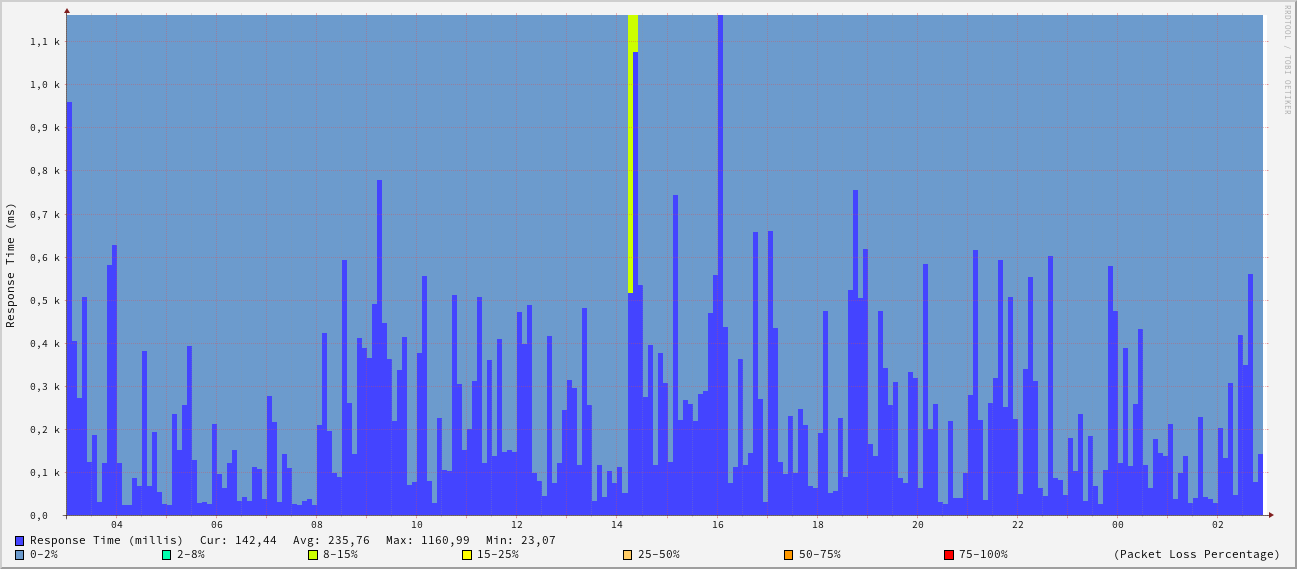 RRDTOOL / TOBI OETIKER
Response Time (ms)
1,1 k
1,0 k
0,9 k
0,8 k
0,7 k
0,6 k
0,5 k
0,4 k
0,3 k
0,2 k
0,1 k
0,0
04 06 08 10 12 14 16 18 20 22 00 02
Response Time (millis) Cur: 142,44 Avg: 235,76 Max: 1160,99 Min: 23,07
0-2% 2-8% 8-15% 15-25% 25-50% 50-75% 75-100% (Packet Loss Percentage)